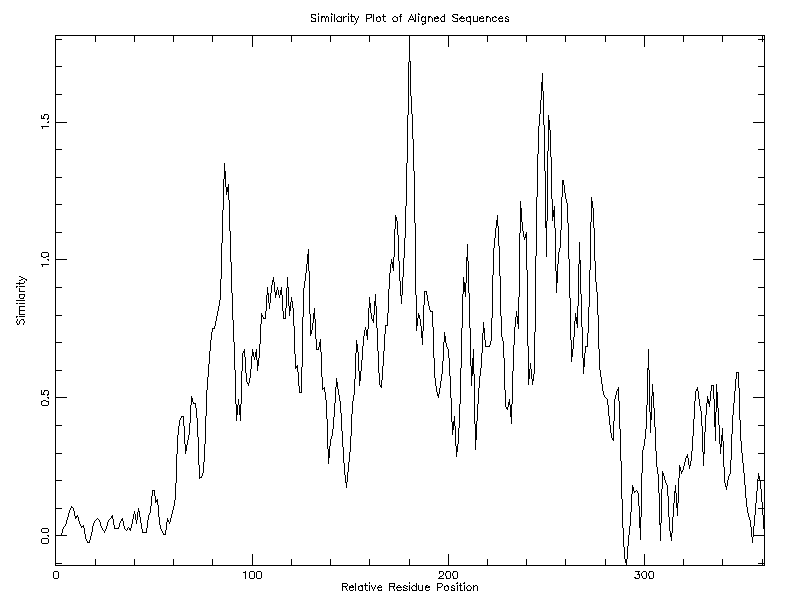 Similarity Plot of Aligned Sequences
1.5
1.0
0.5
0.0
Similarity
0 100 200 300
Relative Residue Position